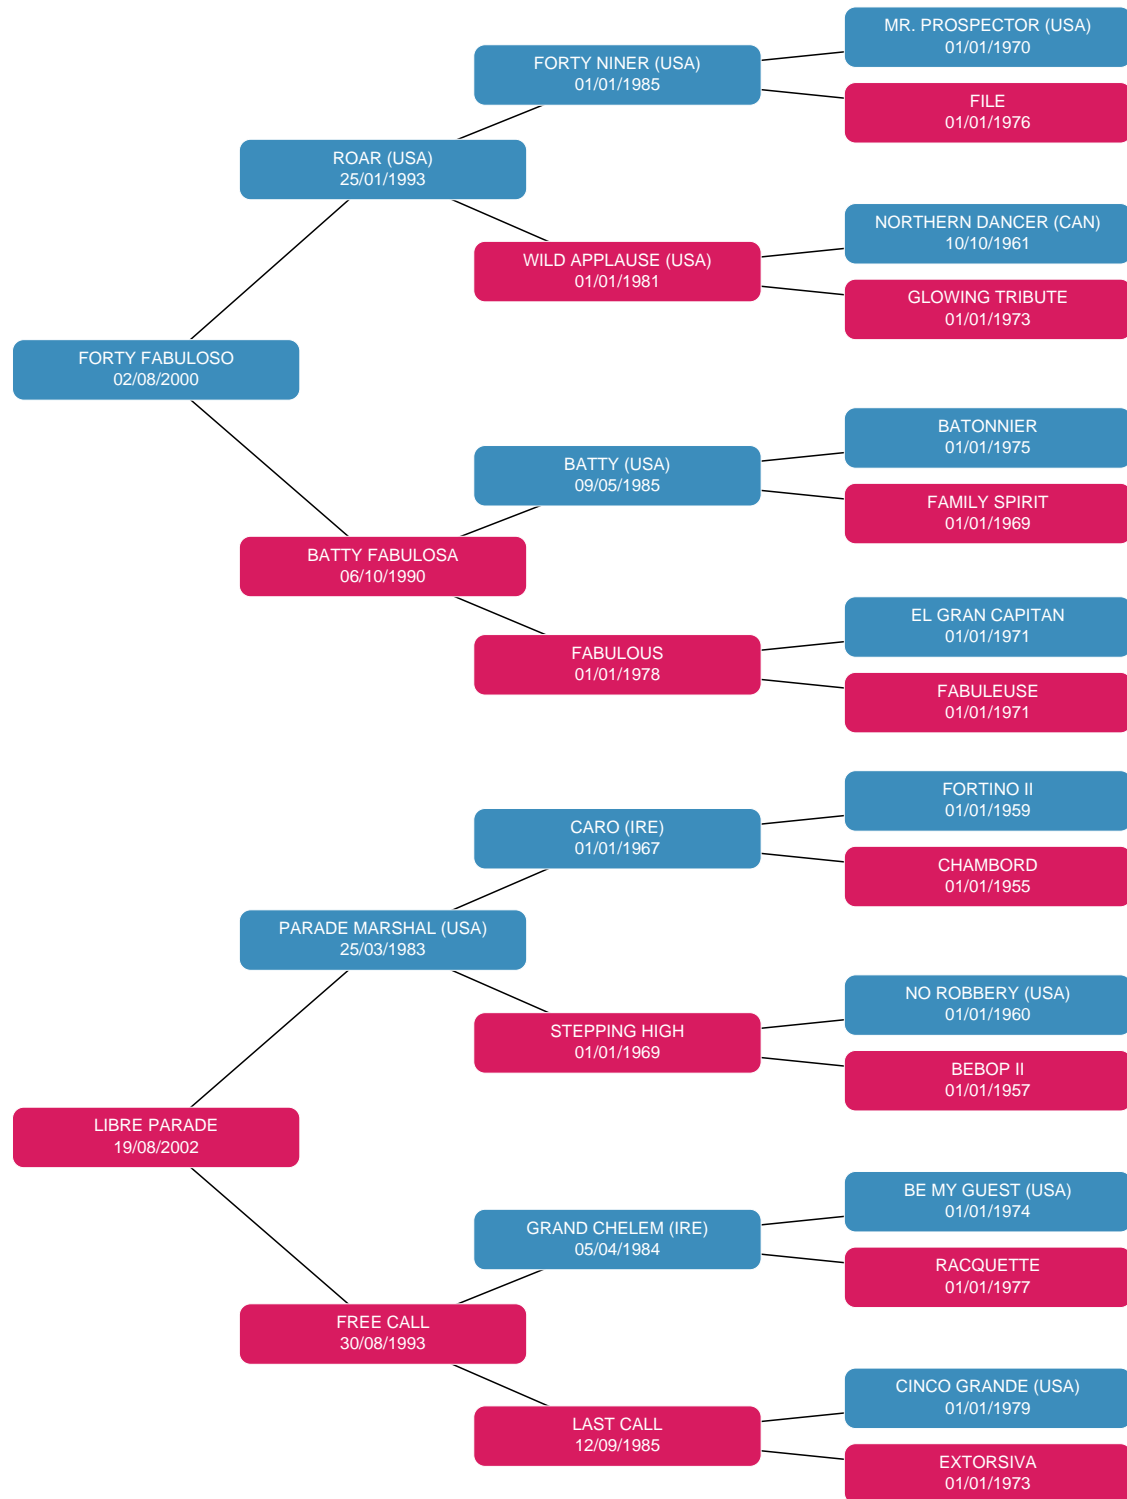 MR. PROSPECTOR (USA)
01/01/1970
FORTY NINER (USA)
01/01/1985
FILE
01/01/1976
ROAR (USA)
25/01/1993
NORTHERN DANCER (CAN)
10/10/1961
WILD APPLAUSE (USA)
01/01/1981
GLOWING TRIBUTE
01/01/1973
FORTY FABULOSO
02/08/2000
BATONNIER
01/01/1975
BATTY (USA)
09/05/1985
FAMILY SPIRIT
01/01/1969
BATTY FABULOSA
06/10/1990
EL GRAN CAPITAN
01/01/1971
FABULOUS
01/01/1978
FABULEUSE
01/01/1971
FORTINO II
01/01/1959
CARO (IRE)
01/01/1967
CHAMBORD
01/01/1955
PARADE MARSHAL (USA)
25/03/1983
NO ROBBERY (USA)
01/01/1960
STEPPING HIGH
01/01/1969
BEBOP II
01/01/1957
LIBRE PARADE
19/08/2002
BE MY GUEST (USA)
01/01/1974
GRAND CHELEM (IRE)
05/04/1984
RACQUETTE
01/01/1977
FREE CALL
30/08/1993
CINCO GRANDE (USA)
01/01/1979
LAST CALL
12/09/1985
EXTORSIVA
01/01/1973